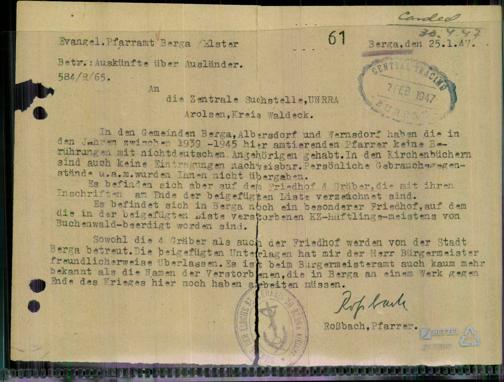 Carded
30.4.47
61
Evangel.Pfarramt Berga /Elster
Berga,den 25.1.47.
Betr.:Auskünfte über Ausländer.
584/B/65.
CENTRAL TRACING
7 FEB 1947
BUREAU
An
die Zentrale Suchstelle,UNRRA
Arolsen,Kreis Waldeck.
In den Gemeinden Berga,Albersdorf und Wernsdorf haben die in
den Jahren zwischen 1939 -1945 hier amtierenden Pfarrer keine Be-
rührungen mit nichtdeutschen Angehörigen gehabt.In den Kirchenbüchern
sind auch keine Eintragungen nachweisbar.Persönliche Gebrauchsgegen-
stände u.a.m.wurden Ihnen nicht übergeben.
Es befinden sich aber auf dem Friedhof 4 Gräber,die mit ihren
Inschriften am Ende der beigefügten Liste verzeichnet sind.
Es befindet sich in Berga noch ein besonderer Friedhof,auf dem
die in der beigefügten Liste verstorbenen KZ-häftlinge-meistens von
Buchenwald-beerdigt worden sind.
Sowohl die 4 Gräber als auch der Friedhof werden von der Stadt
Berga betreut.Die beigefügten Unterlagen hat mir der Herr Bürgermeister
freundlicherweise überlassen.Es ist beim Bürgermeisteramt auch kaum mehr
bekannt als die Namen der Verstorbenen,die in Berga an einem Werk gegen
Ende des Krieges hier noch haben arbeiten müssen.
Roßbach
Roßbach,Pfarrer.